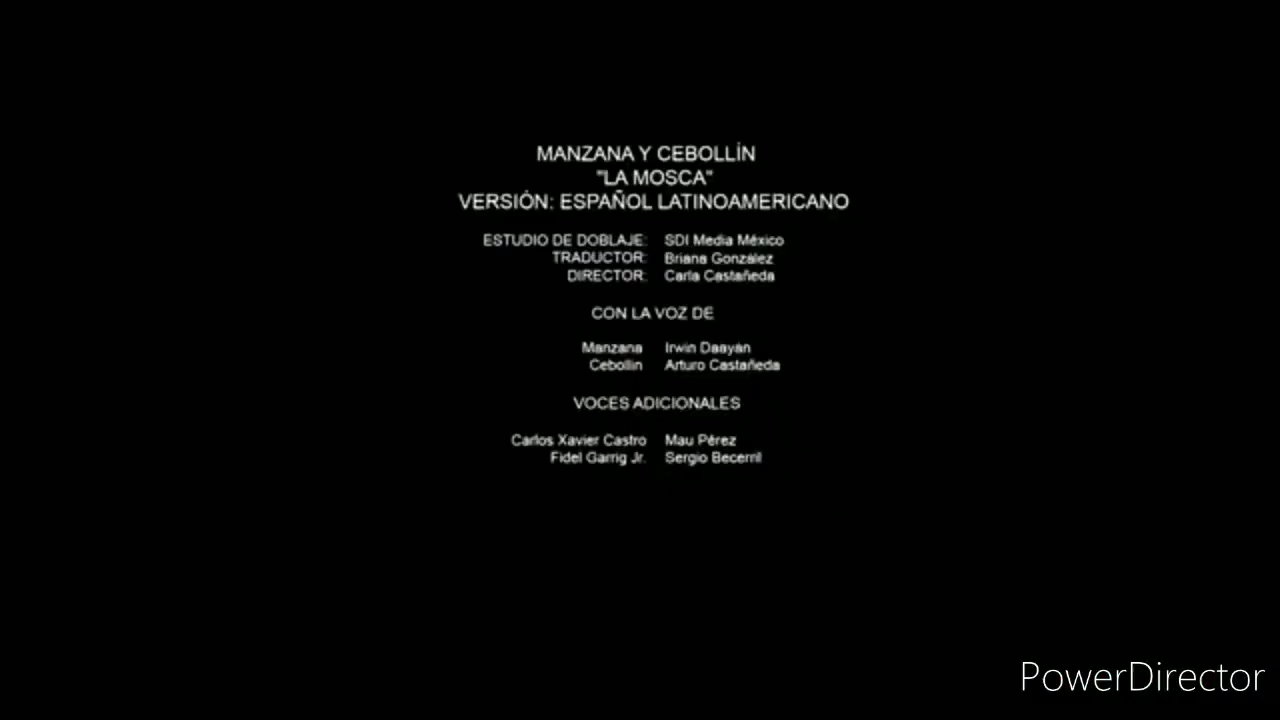 MANZANA Y CEBOLLÍN
"LA MOSCA"
VERSIÓN: ESPAÑOL LATINOAMERICANO
ESTUDIO DE DOBLAJE: SDI Media México
TRADUCTOR: Briana González
DIRECTOR: Carla Castañeda
CON LA VOZ DE
Manzana Irwin Daayán
Cebollín Arturo Castañeda
VOCES ADICIONALES
Carlos Xavier Castro Mau Pérez
Fidel Garrig Jr. Sergio Becerril
PowerDirector